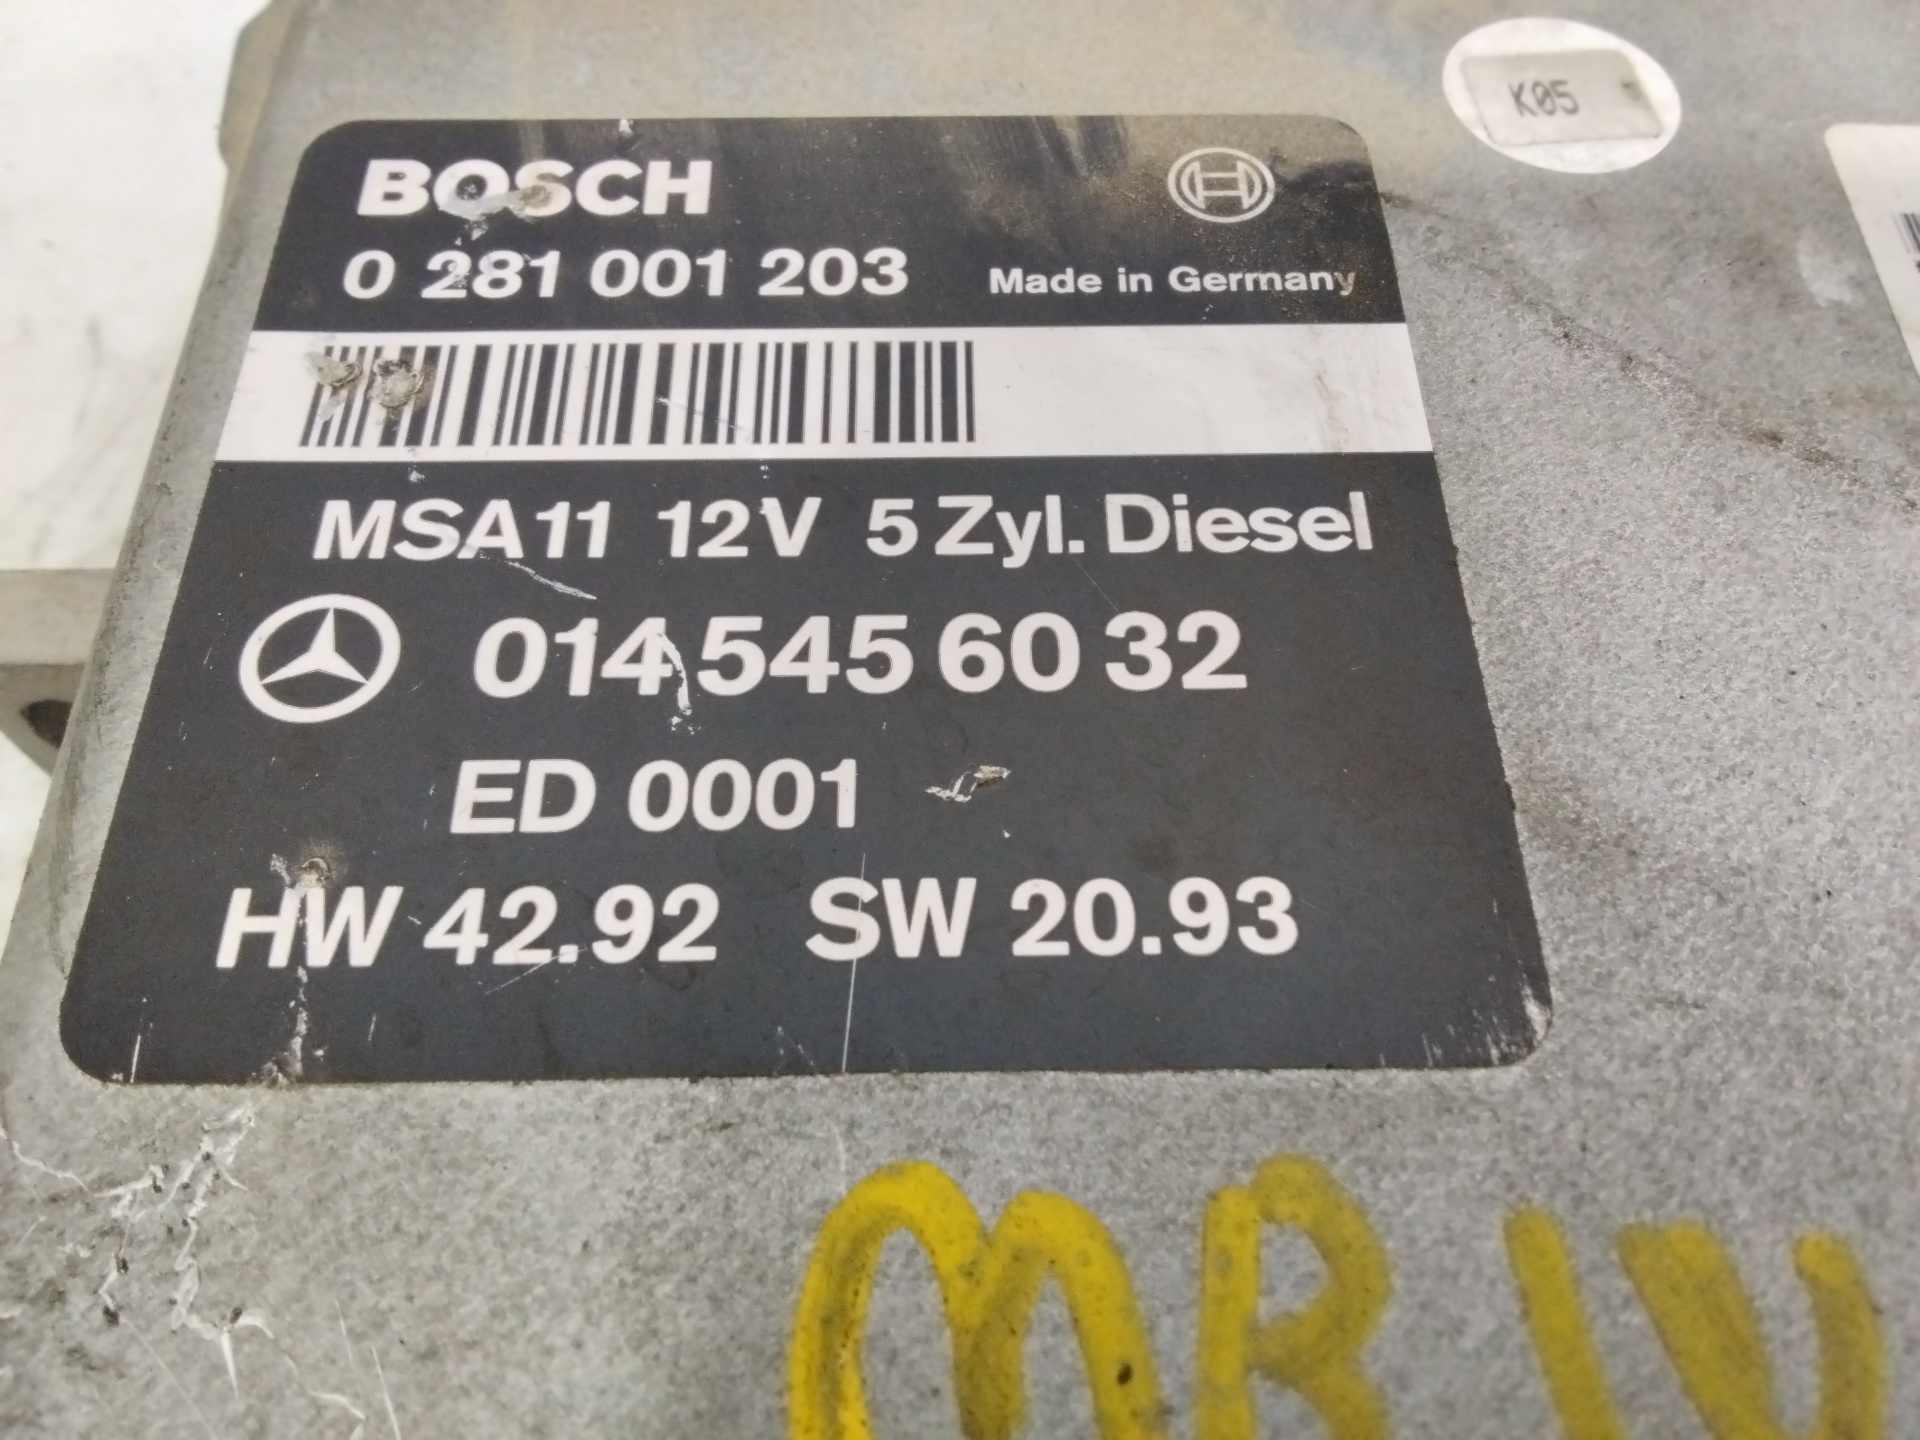 K05
BOSCH
0 281 001 203 Made in Germany
MSA11 12V 5 Zyl. Diesel
014 545 60 32
ED 0001
HW 42.92 SW 20.93
MB